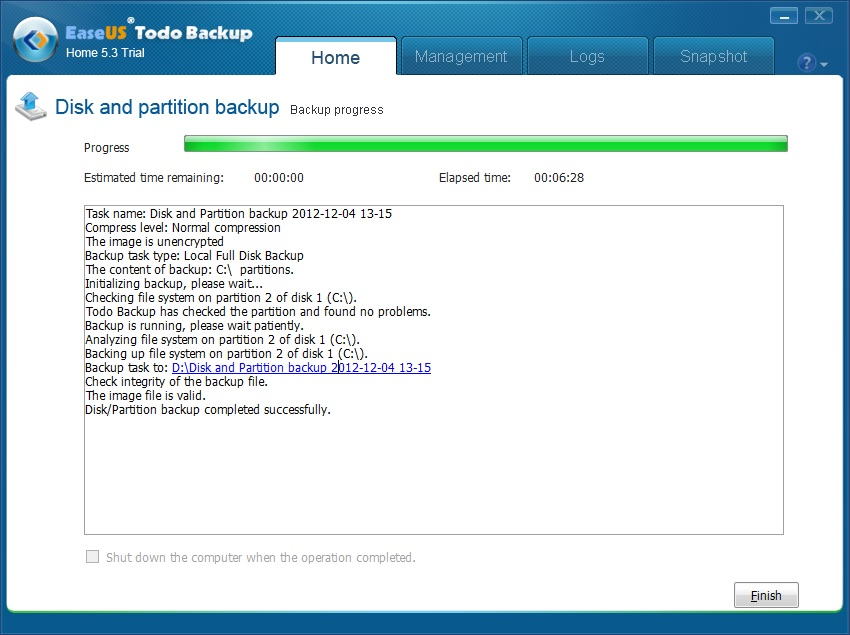 EaseUS® Todo Backup
Home 5.3 Trial
Home
Management
Logs
Snapshot
?
Disk and partition backup Backup progress
Progress
Estimated time remaining: 00:00:00 Elapsed time: 00:06:28
Task name: Disk and Partition backup 2012-12-04 13-15
Compress level: Normal compression
The image is unencrypted
Backup task type: Local Full Disk Backup
The content of backup: C:\ partitions.
Initializing backup, please wait...
Checking file system on partition 2 of disk 1 (C:\).
Todo Backup has checked the partition and found no problems.
Backup is running, please wait patiently.
Analyzing file system on partition 2 of disk 1 (C:\).
Backing up file system on partition 2 of disk 1 (C:\).
Backup task to: D:\Disk and Partition backup 2012-12-04 13-15
Check integrity of the backup file.
The image file is valid.
Disk/Partition backup completed successfully.
Shut down the computer when the operation completed.
Finish